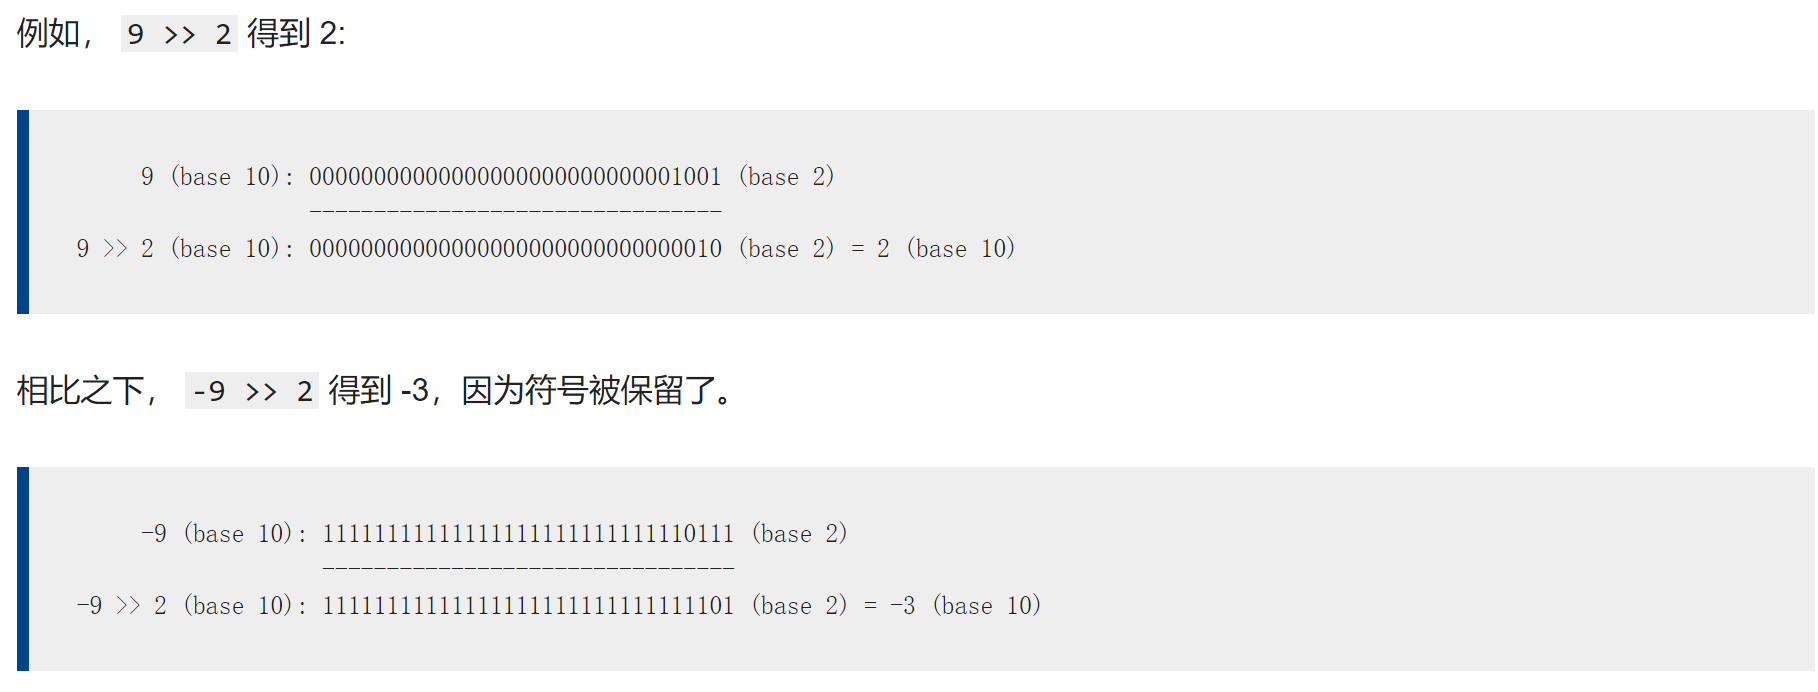 例如， 9 >> 2 得到 2:
9 (base 10): 00000000000000000000000000001001 (base 2)
--------------------------------
9 >> 2 (base 10): 00000000000000000000000000000010 (base 2) = 2 (base 10)
相比之下， -9 >> 2 得到 -3，因为符号被保留了。
-9 (base 10): 11111111111111111111111111110111 (base 2)
--------------------------------
-9 >> 2 (base 10): 11111111111111111111111111111101 (base 2) = -3 (base 10)